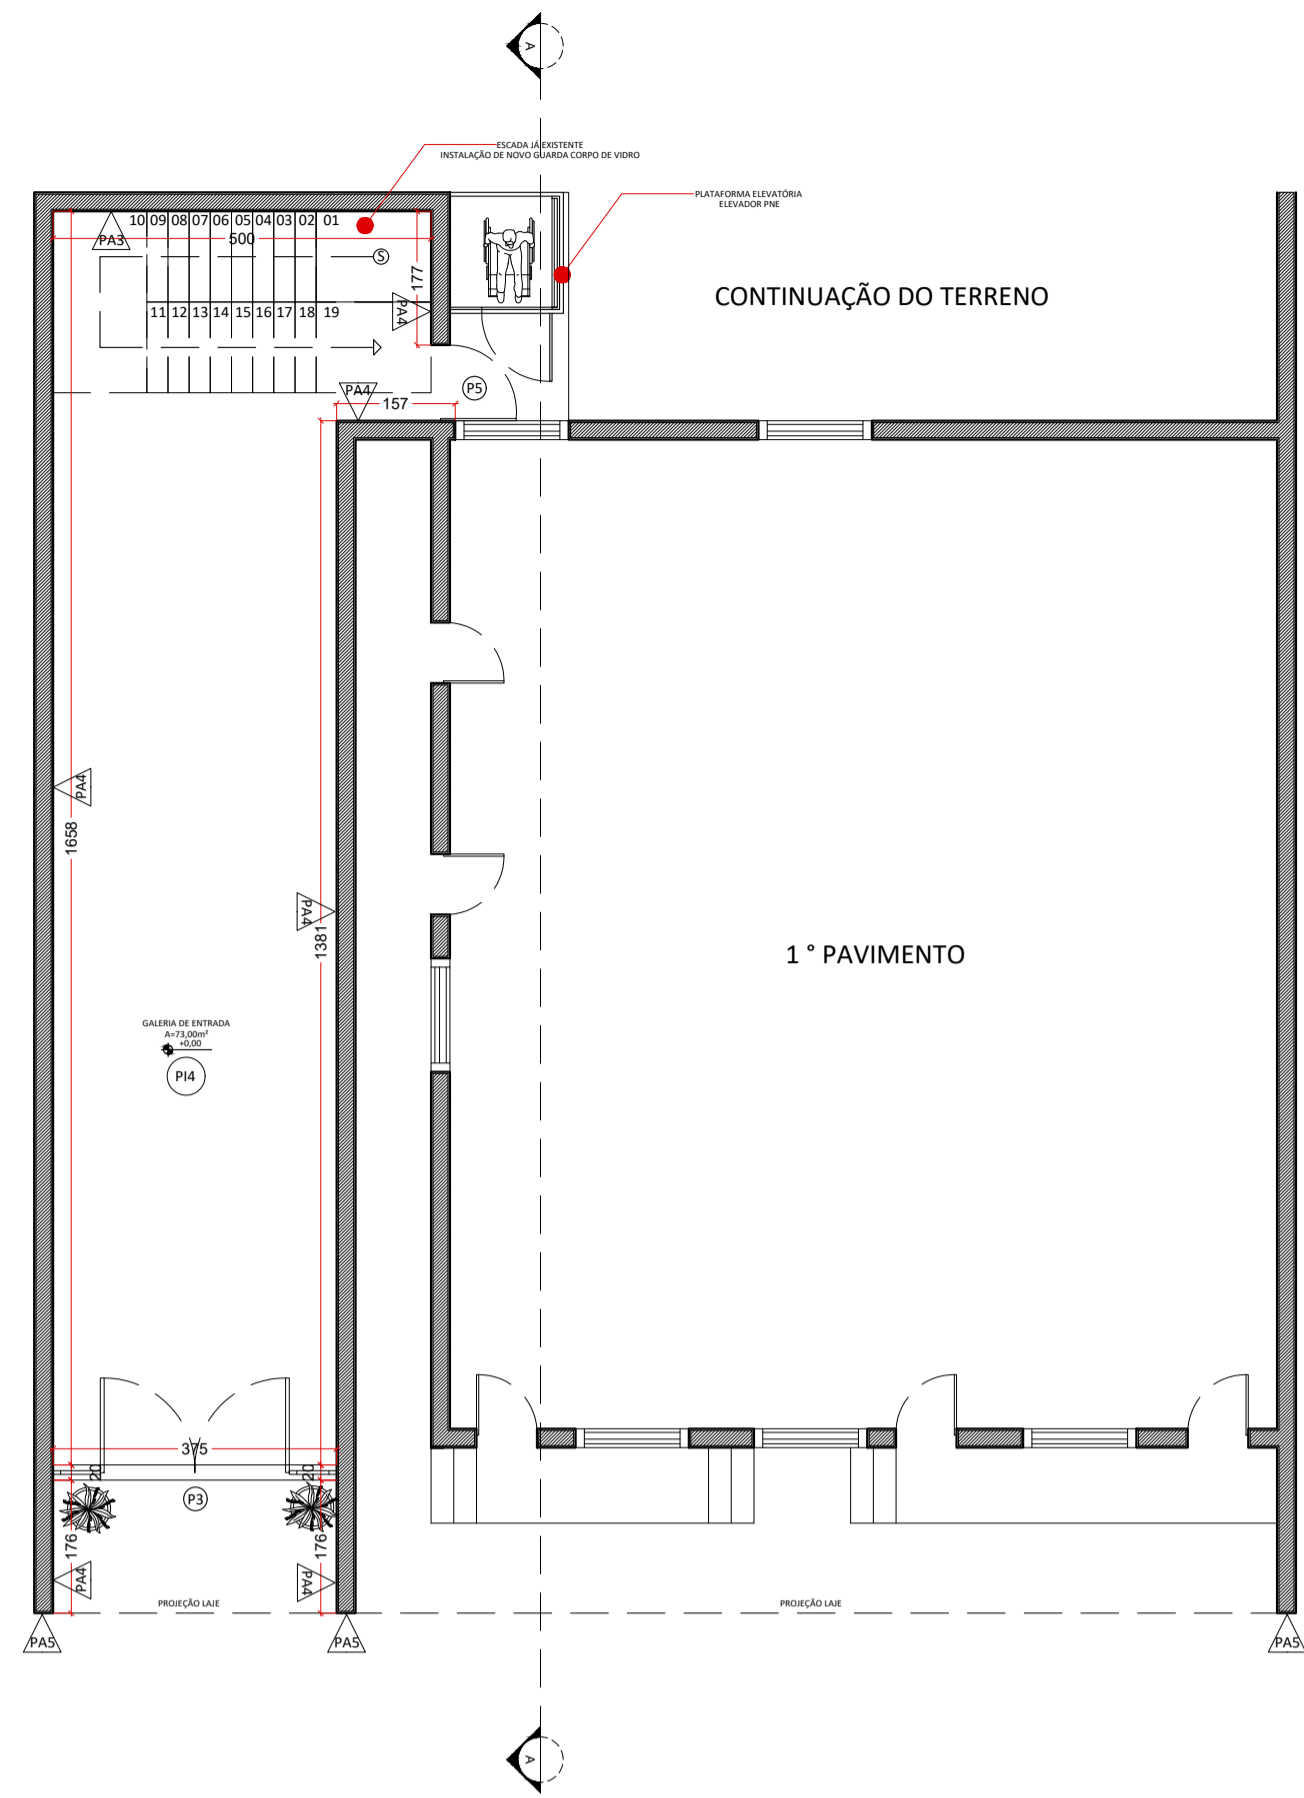 A
ESCADA JÁ EXISTENTE
INSTALAÇÃO DE NOVO GUARDA CORPO DE VIDRO
PLATAFORMA ELEVATÓRIA
ELEVADOR PNE
10 09 08 07 06 05 04 03 02 01
PA3
500
S
177
CONTINUAÇÃO DO TERRENO
11 12 13 14 15 16 17 18 19
PA4
PA4
P5
157
PA4
1658
PA4
1381
1 ° PAVIMENTO
GALERIA DE ENTRADA
A=73,00m²
+0,00
PI4
375
20
20
P3
176
176
PA4
PA4
PROJEÇÃO LAJE
PROJEÇÃO LAJE
PA5
PA5
PA5
A